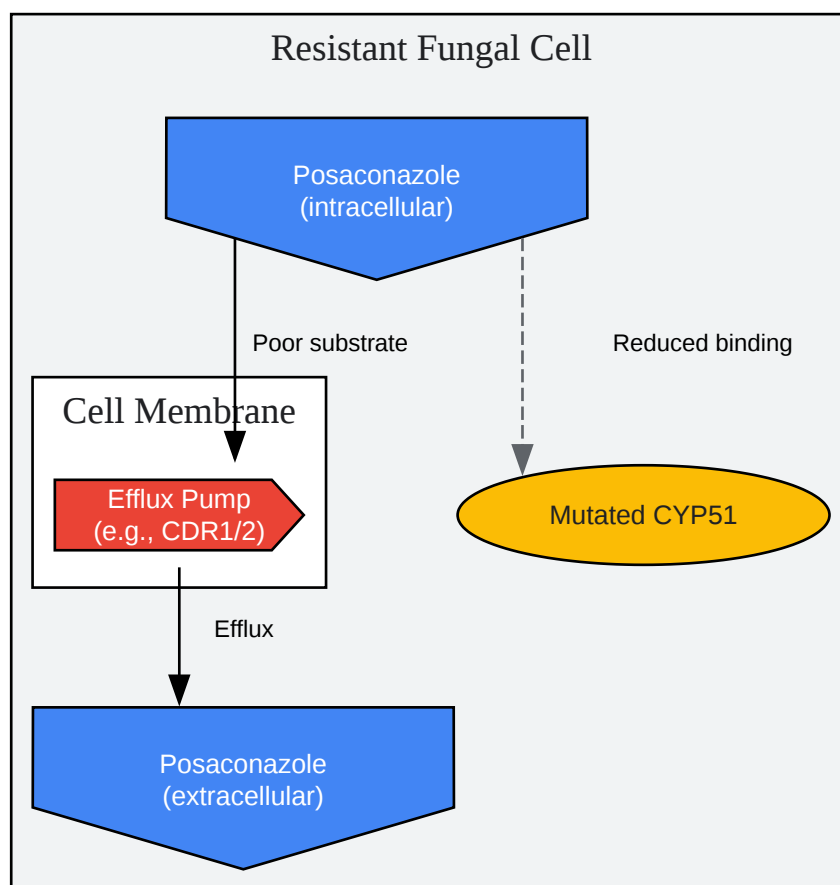 Resistant Fungal Cell
Posaconazole
(intracellular)
Poor substrate
Reduced binding
Cell Membrane
Efflux Pump
(e.g., CDR1/2)
Mutated CYP51
Efflux
Posaconazole
(extracellular)